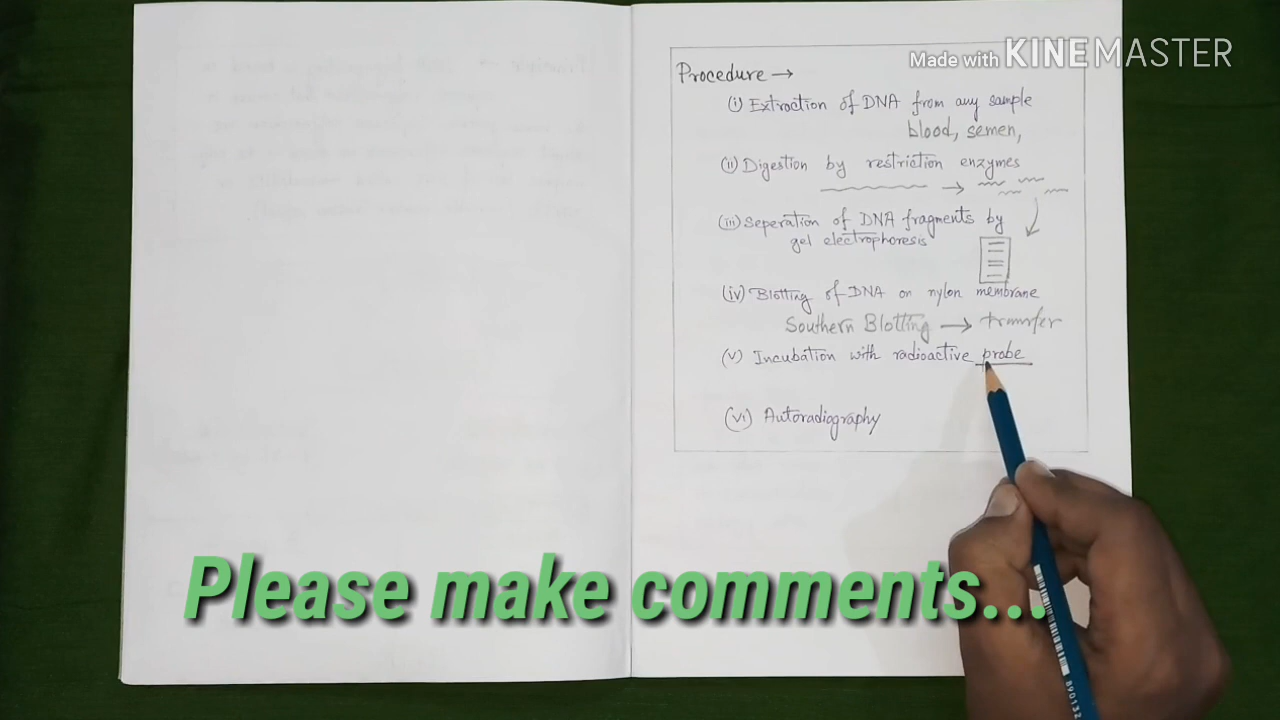 Made with KINEMASTER
Procedure →
(i) Extraction of DNA from any sample
blood, semen,
(ii) Digestion by restriction enzymes
(iii) Seperation of DNA fragments by
gel electrophoresis
(iv) Blotting of DNA on nylon membrane
Southern Blotting → transfer
(v) Incubation with radioactive probe
(vi) Autoradiography
Please make comments...
890132